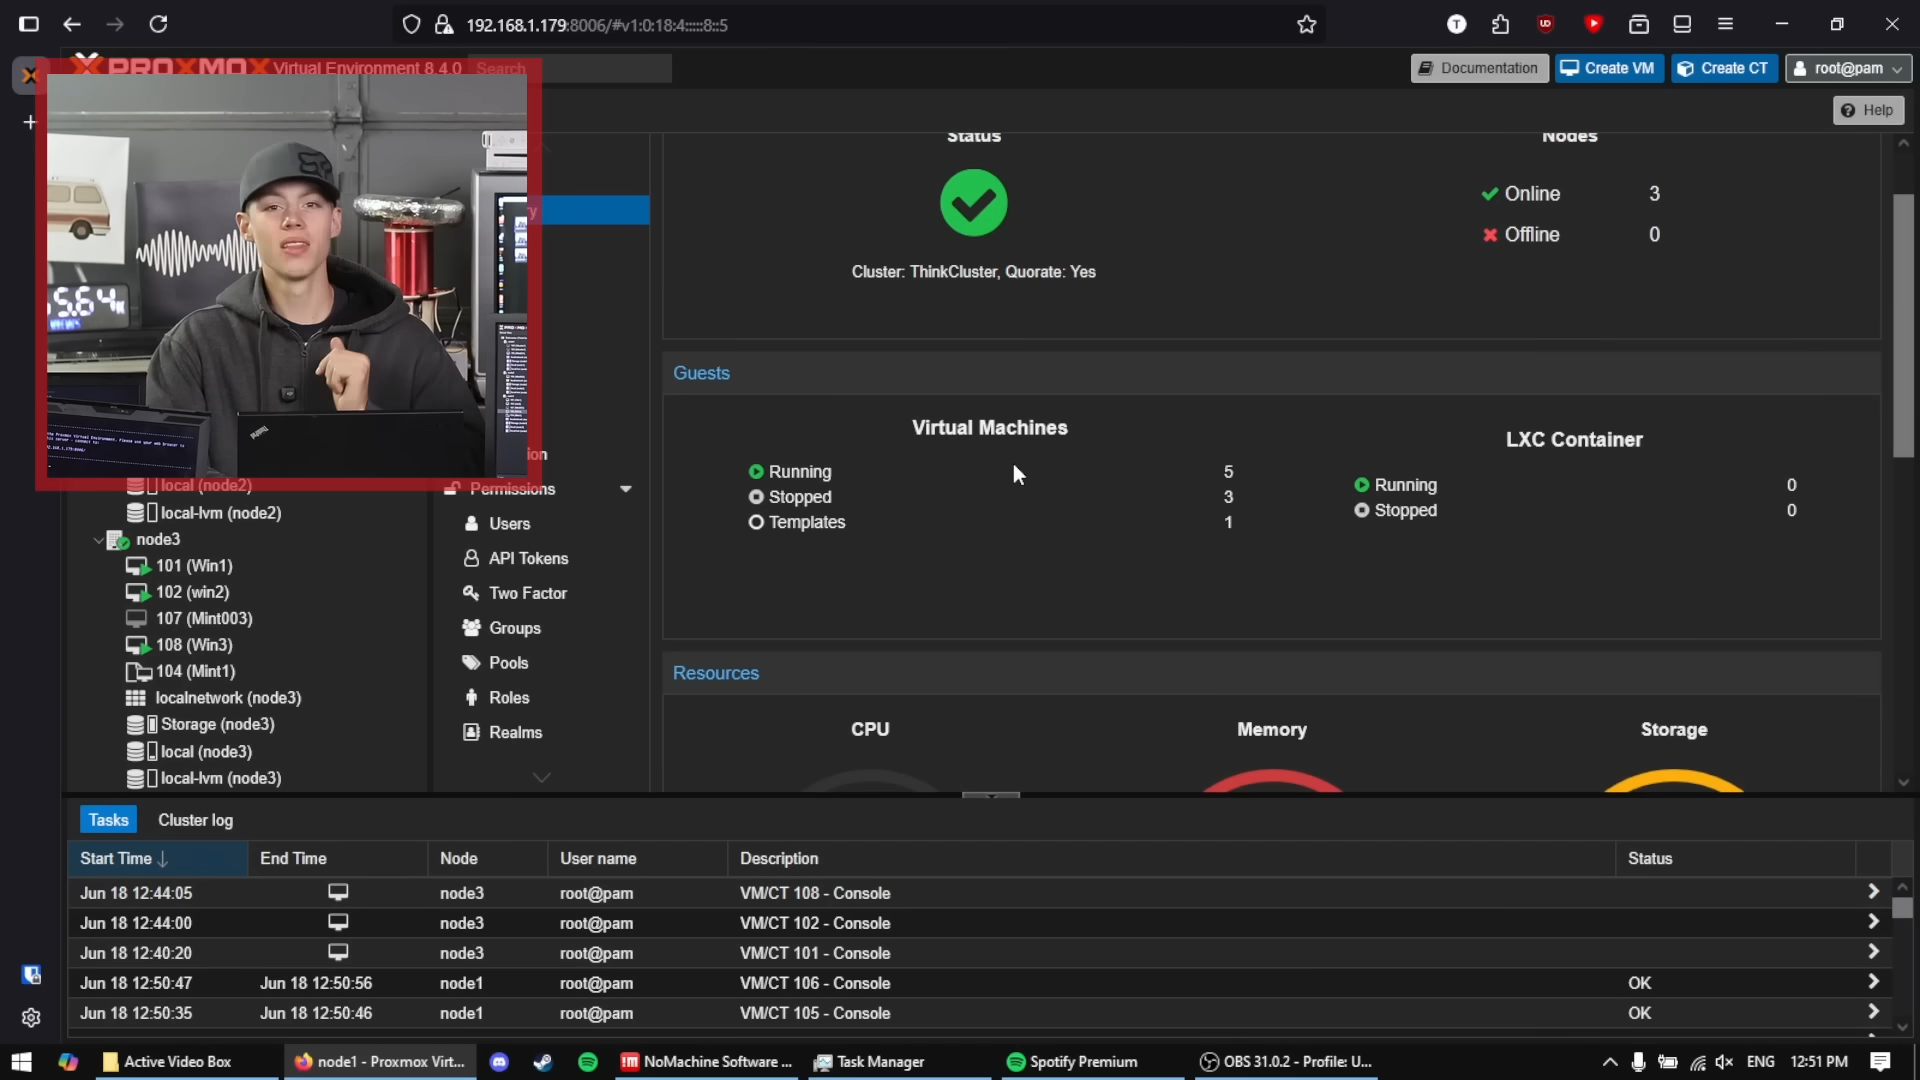 192.168.1.179:8006/#v1:0:18:4:::::8::5
PROXMOX Virtual Environment 8.4.0 Search
Documentation
Create VM
Create CT
root@pam
Help
Status
Nodes
Online 3
Offline 0
Cluster: ThinkCluster, Quorate: Yes
Guests
Virtual Machines
Running 5
Stopped 3
Templates 1
LXC Container
Running 0
Stopped 0
Resources
CPU
Memory
Storage
local (node2)
local-lvm (node2)
node3
101 (Win1)
102 (win2)
107 (Mint003)
108 (Win3)
104 (Mint1)
localnetwork (node3)
Storage (node3)
local (node3)
local-lvm (node3)
Permissions
Users
API Tokens
Two Factor
Groups
Pools
Roles
Realms
Tasks
Cluster log
Start Time End Time Node User name Description Status
Jun 18 12:44:05 node3 root@pam VM/CT 108 - Console
Jun 18 12:44:00 node3 root@pam VM/CT 102 - Console
Jun 18 12:40:20 node3 root@pam VM/CT 101 - Console
Jun 18 12:50:47 Jun 18 12:50:56 node1 root@pam VM/CT 106 - Console OK
Jun 18 12:50:35 Jun 18 12:50:46 node1 root@pam VM/CT 105 - Console OK
Active Video Box
node1 - Proxmox Virt...
NoMachine Software ...
Task Manager
Spotify Premium
OBS 31.0.2 - Profile: U...
ENG
12:51 PM